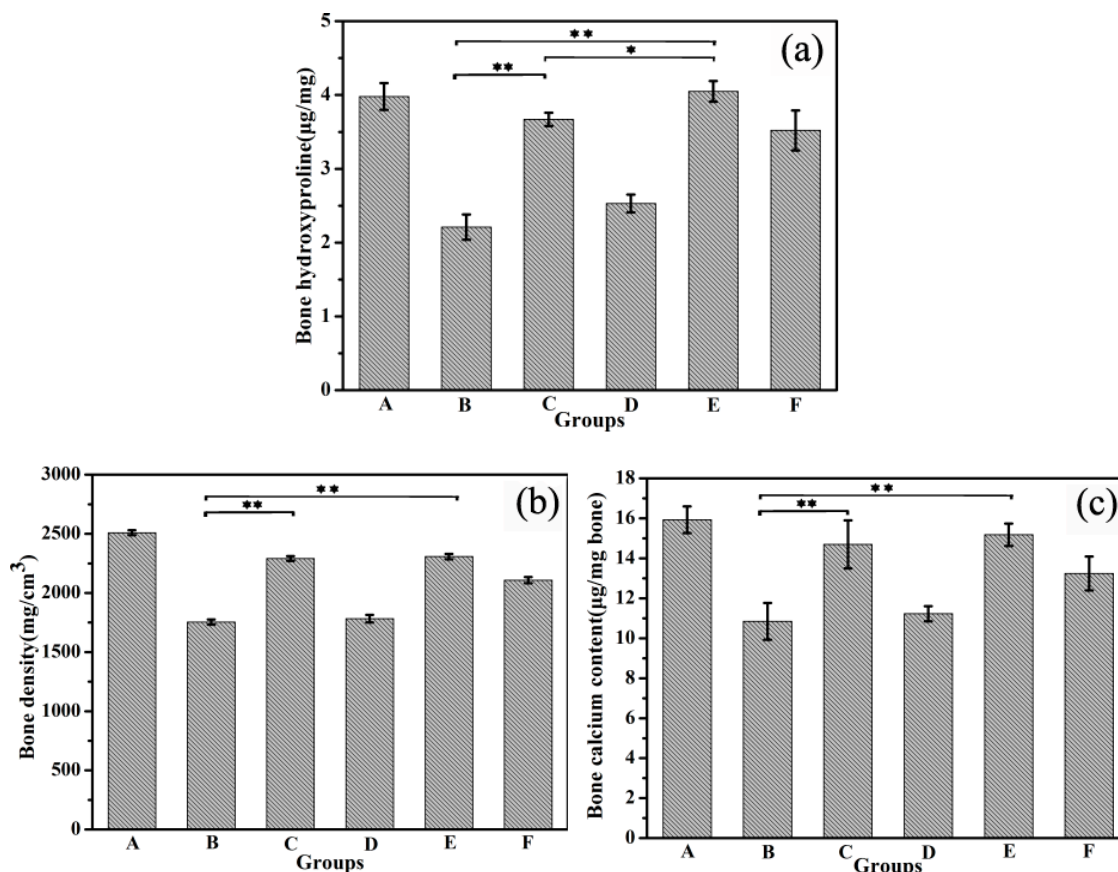 (a)
Bone hydroxyproline(μg/mg)
5
4
3
2
1
0
**
*
**
A B C D E F
Groups
(b)
Bone density(mg/cm³)
3000
2500
2000
1500
1000
500
0
**
**
A B C D E F
Groups
(c)
Bone calcium content(μg/mg bone)
18
16
14
12
10
8
6
4
2
0
**
**
A B C D E F
Groups